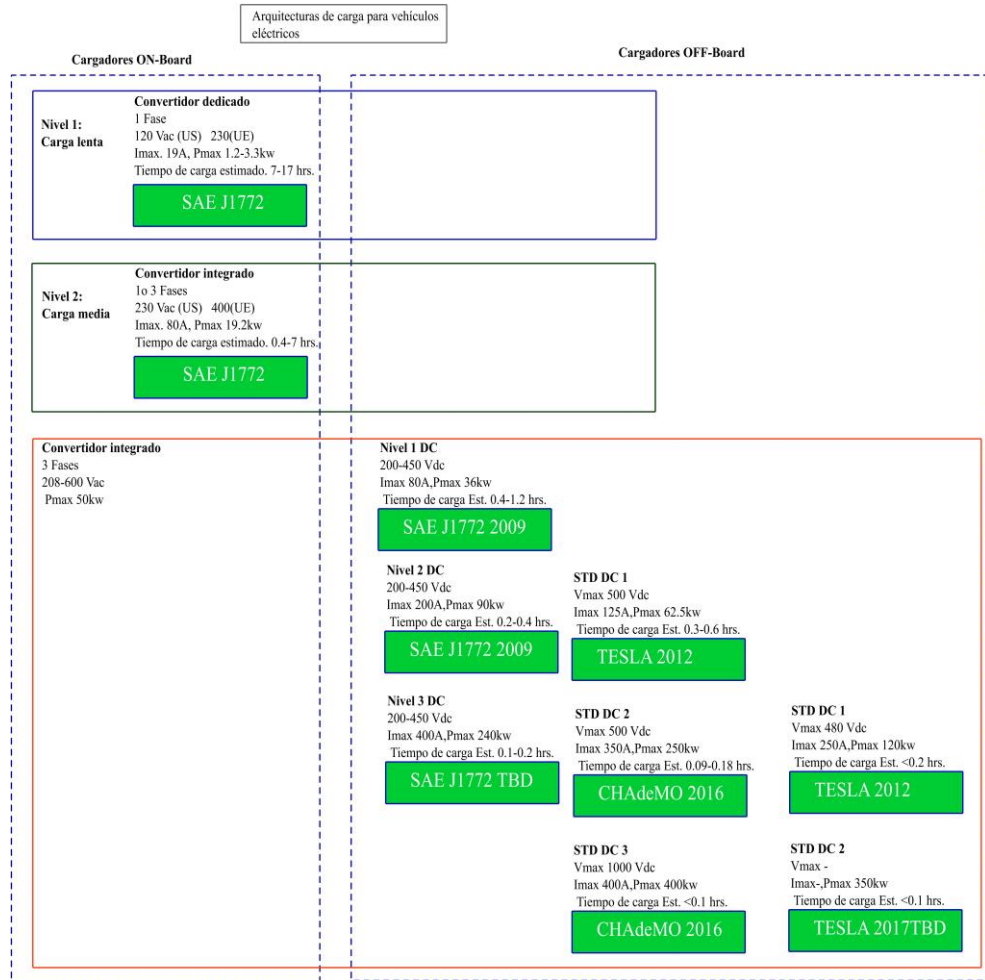 Arquitecturas de carga para vehículos
eléctricos
Cargadores ON-Board
Cargadores OFF-Board
Nivel 1:
Carga lenta
Convertidor dedicado
1 Fase
120 Vac (US) 230(UE)
Imax. 19A, Pmax 1.2-3.3kw
Tiempo de carga estimado. 7-17 hrs.
SAE J1772
Nivel 2:
Carga media
Convertidor integrado
1o 3 Fases
230 Vac (US) 400(UE)
Imax. 80A, Pmax 19.2kw
Tiempo de carga estimado. 0.4-7 hrs.
SAE J1772
Convertidor integrado
3 Fases
208-600 Vac
Pmax 50kw
Nivel 1 DC
200-450 Vdc
Imax 80A,Pmax 36kw
Tiempo de carga Est. 0.4-1.2 hrs.
SAE J1772 2009
Nivel 2 DC
200-450 Vdc
Imax 200A,Pmax 90kw
Tiempo de carga Est. 0.2-0.4 hrs.
SAE J1772 2009
STD DC 1
Vmax 500 Vdc
Imax 125A,Pmax 62.5kw
Tiempo de carga Est. 0.3-0.6 hrs.
TESLA 2012
Nivel 3 DC
200-450 Vdc
Imax 400A,Pmax 240kw
Tiempo de carga Est. 0.1-0.2 hrs.
SAE J1772 TBD
STD DC 2
Vmax 500 Vdc
Imax 350A,Pmax 250kw
Tiempo de carga Est. 0.09-0.18 hrs.
CHAdeMO 2016
STD DC 1
Vmax 480 Vdc
Imax 250A,Pmax 120kw
Tiempo de carga Est. <0.2 hrs.
TESLA 2012
STD DC 3
Vmax 1000 Vdc
Imax 400A,Pmax 400kw
Tiempo de carga Est. <0.1 hrs.
CHAdeMO 2016
STD DC 2
Vmax -
Imax-,Pmax 350kw
Tiempo de carga Est. <0.1 hrs.
TESLA 2017TBD